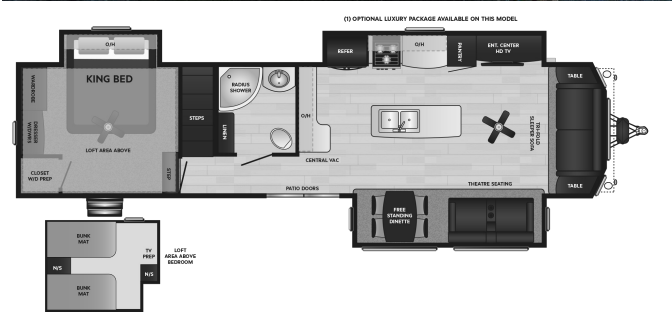 (1) OPTIONAL LUXURY PACKAGE AVAILABLE ON THIS MODEL
O/H
KING BED
WARDROBE
DRESSER
W/DWRS
LOFT AREA ABOVE
CLOSET
W/D PREP
STEP
STEPS
RADIUS
SHOWER
LINEN
O/H
CENTRAL VAC
PATIO DOORS
REFER
O/H
PANTRY
ENT. CENTER
HD TV
TABLE
TRI-FOLD
SLEEPER SOFA
TABLE
THEATRE SEATING
FREE
STANDING
DINETTE
BUNK
MAT
N/S
BUNK
MAT
TV
PREP
N/S
LOFT
AREA ABOVE
BEDROOM